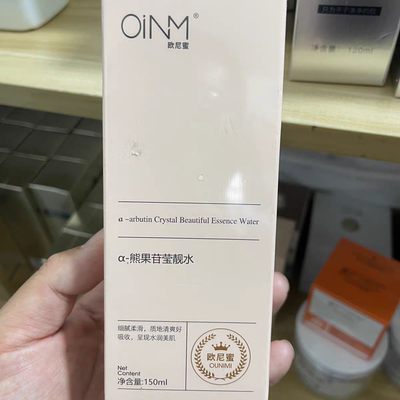 OiNM®
欧尼蜜
α-arbutin Crystal Beautiful Essence Water
α-熊果苷莹靓水
细腻柔滑，质地清爽好
吸收，呈现水润美肌
Net
Content
净含量:150ml
欧尼蜜
OUNIMI
净含量: 120ml